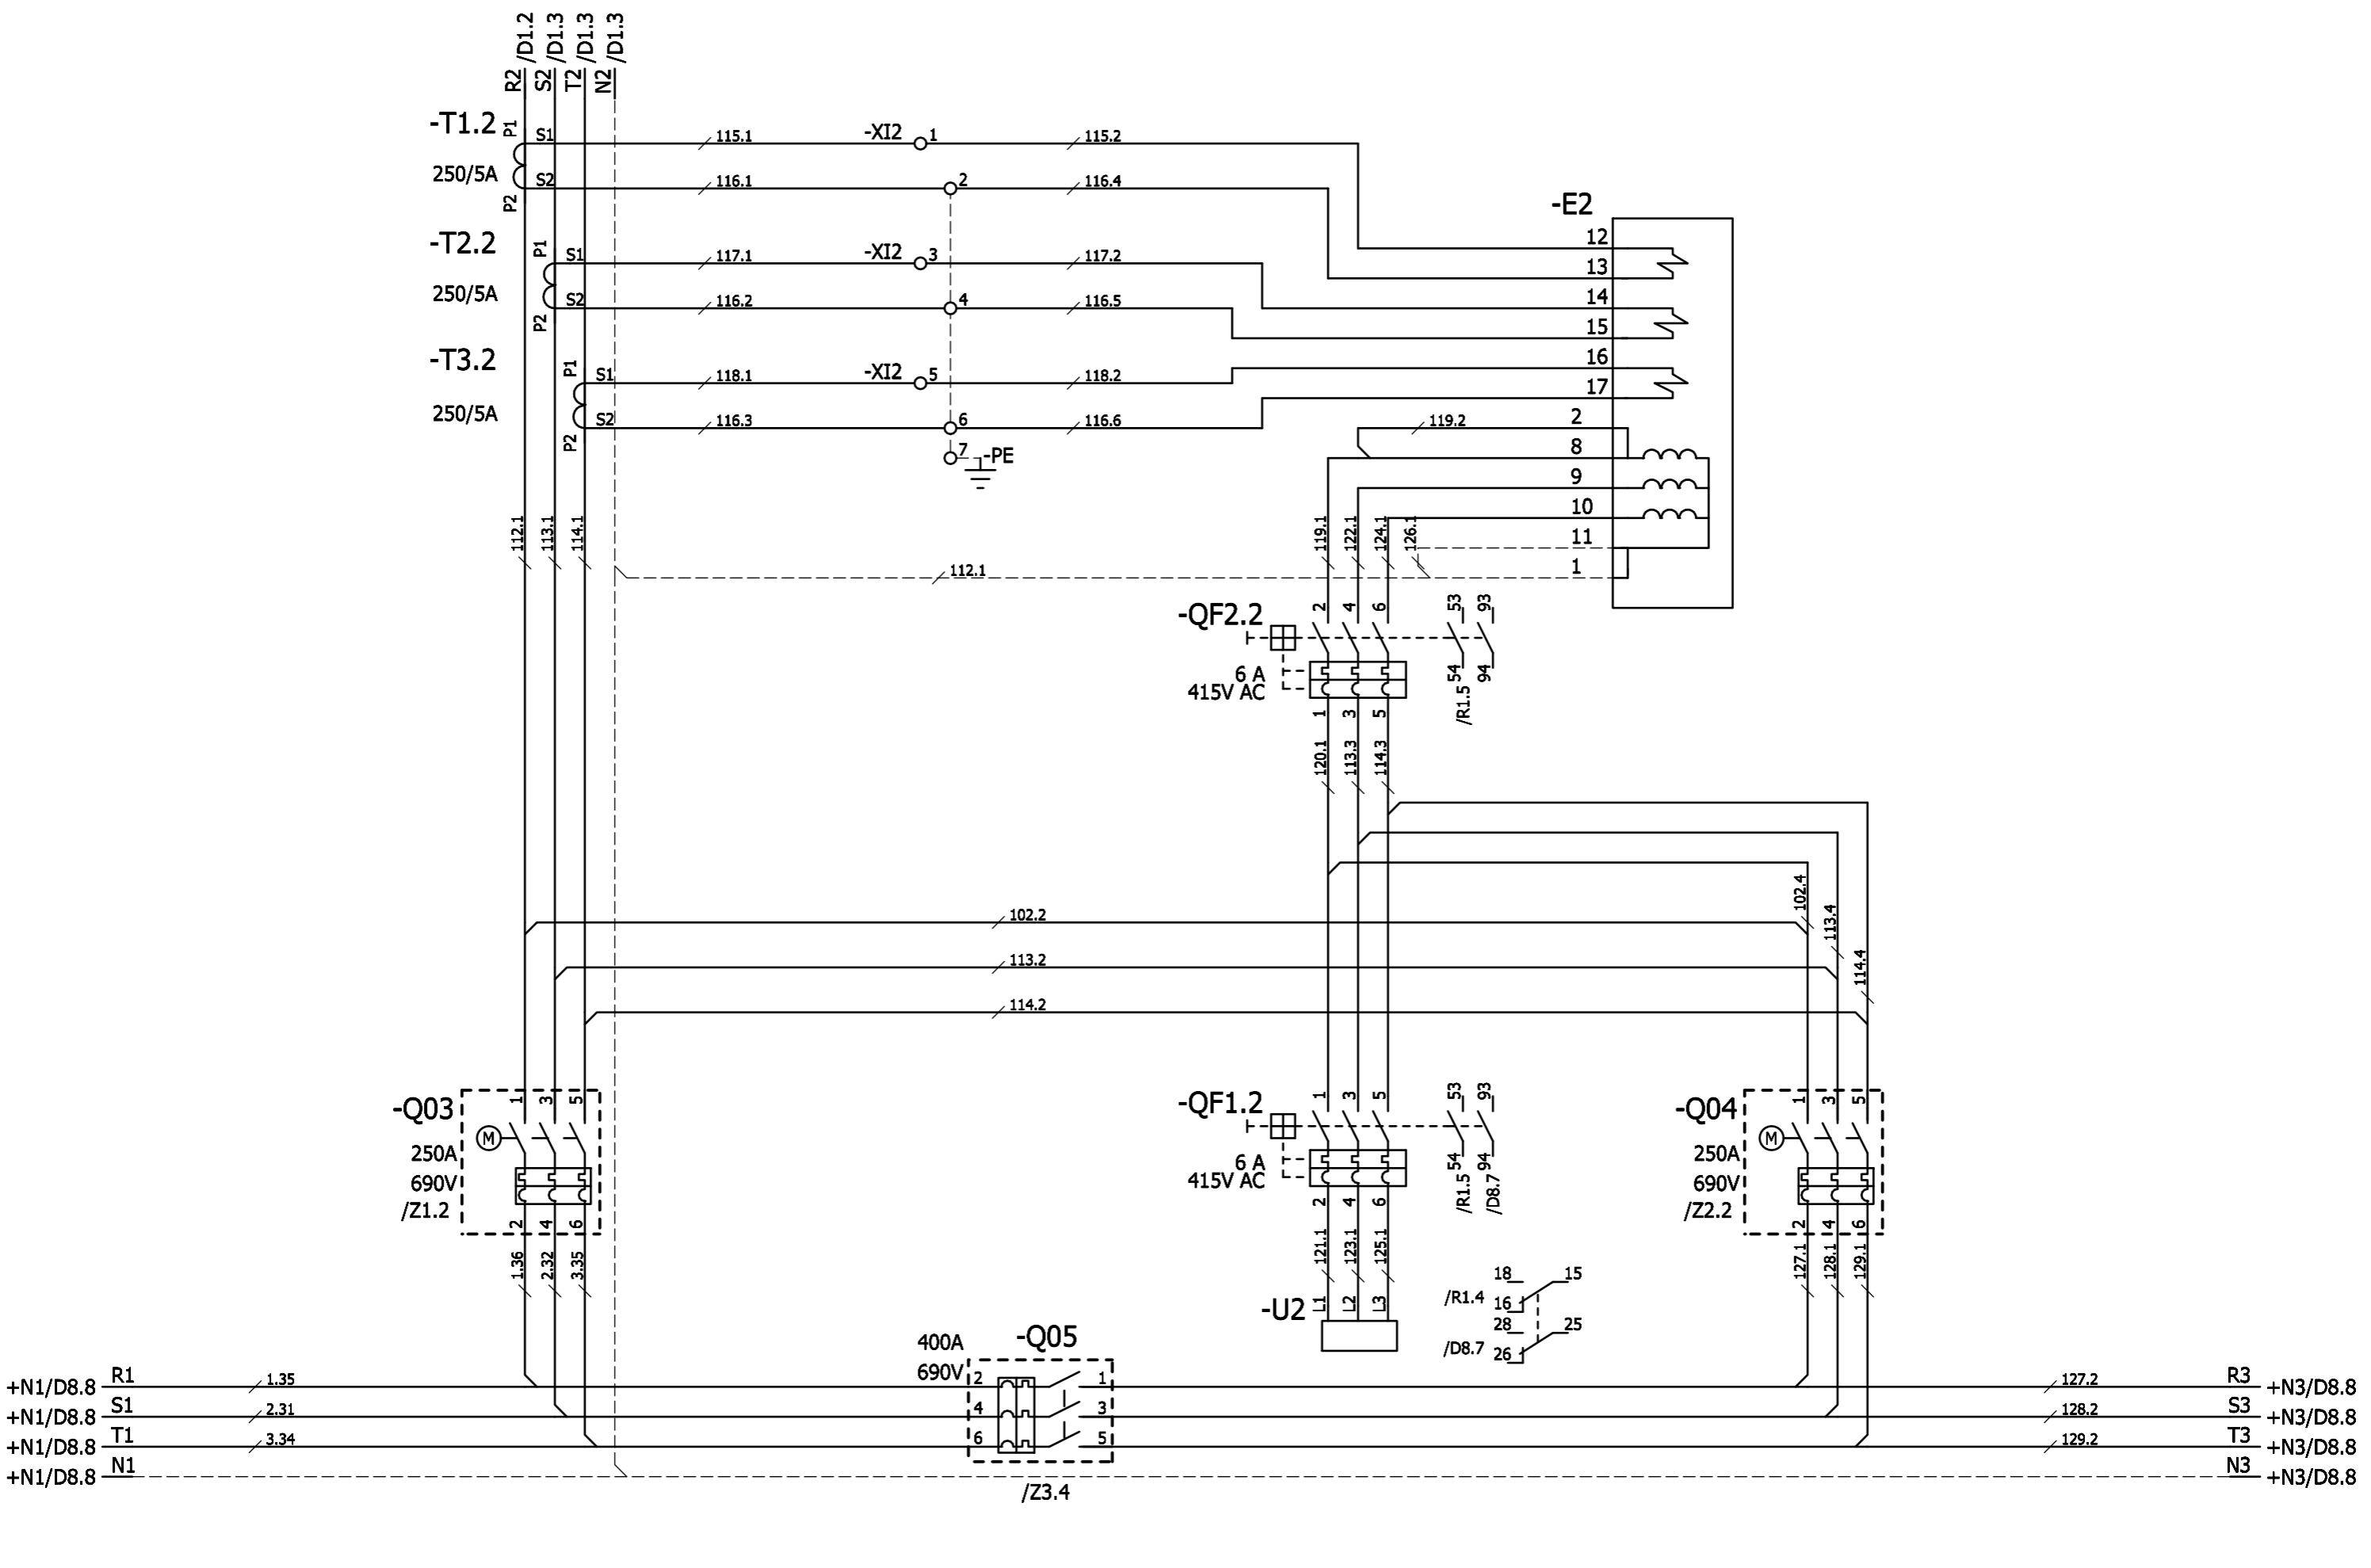 R2 /D1.2
S2 /D1.3
T2 /D1.3
N2 /D1.3
-T1.2
250/5A
P1
P2
S1
115.1
-XI2
1
115.2
S2
116.1
2
116.4
-T2.2
250/5A
P1
P2
S1
117.1
-XI2
3
117.2
S2
116.2
4
116.5
-T3.2
250/5A
P1
P2
S1
118.1
-XI2
5
118.2
S2
116.3
6
116.6
7
-PE
-E2
12
13
14
15
16
17
2
119.2
8
9
10
11
1
112.1
113.1
114.1
112.1
119.1
122.1
124.1
126.1
-QF2.2
6 A
415V AC
2
4
6
1
3
5
53
54
/R1.5
93
94
120.1
113.3
114.3
102.2
113.2
114.2
102.4
113.4
114.4
-Q03
250A
690V
/Z1.2
M
1
3
5
2
4
6
1.36
2.32
3.35
-QF1.2
6 A
415V AC
1
3
5
2
4
6
53
54
/R1.5
93
94
/D8.7
121.1
123.1
125.1
-U2
L1
L2
L3
18
15
/R1.4
16
28
25
/D8.7
26
-Q04
250A
690V
/Z2.2
M
1
3
5
2
4
6
127.1
128.1
129.1
400A
690V
-Q05
2
1
4
3
6
5
/Z3.4
+N1/D8.8 R1 1.35
+N1/D8.8 S1 2.31
+N1/D8.8 T1 3.34
+N1/D8.8 N1
127.2 R3 +N3/D8.8
128.2 S3 +N3/D8.8
129.2 T3 +N3/D8.8
N3 +N3/D8.8